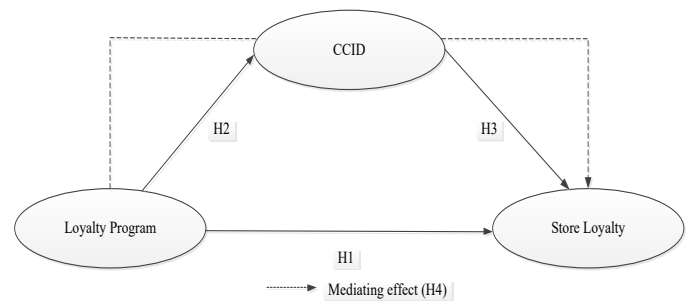 CCID
H2
H3
Loyalty Program
Store Loyalty
H1
Mediating effect (H4)